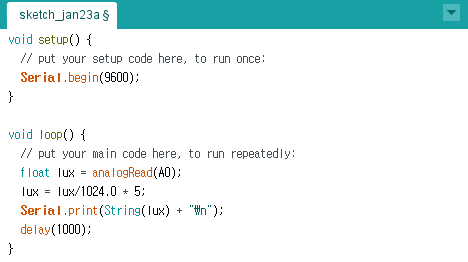 sketch_jan23a §
void setup() {
  // put your setup code here, to run once:
  Serial.begin(9600);
}
void loop() {
  // put your main code here, to run repeatedly:
  float lux = analogRead(A0);
  lux = lux/1024.0 * 5;
  Serial.print(String(lux) + "₩n");
  delay(1000);
}